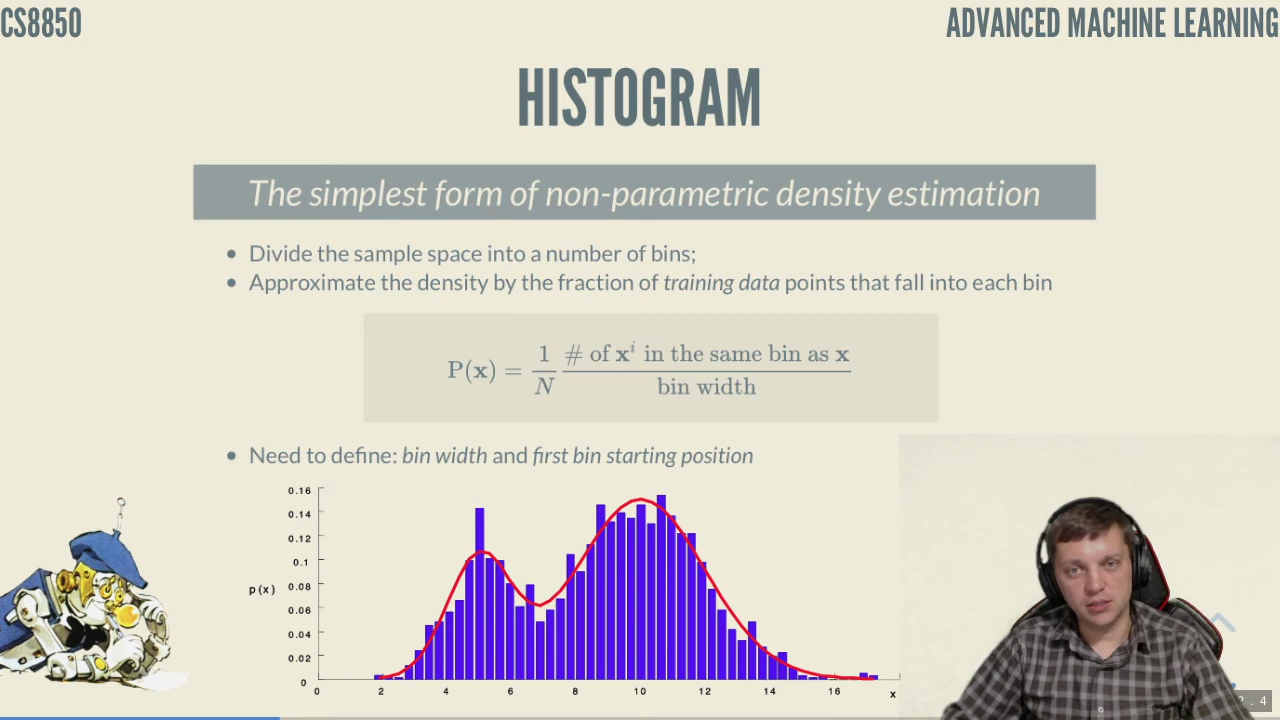 CS8850
ADVANCED MACHINE LEARNING
HISTOGRAM
The simplest form of non-parametric density estimation
• Divide the sample space into a number of bins;
• Approximate the density by the fraction of training data points that fall into each bin
P(x) = 1/N # of xⁱ in the same bin as x / bin width
• Need to define: bin width and first bin starting position
0.16
0.14
0.12
0.1
p(x) 0.08
0.06
0.04
0.02
0
0 2 4 6 8 10 12 14 16 x
. 4